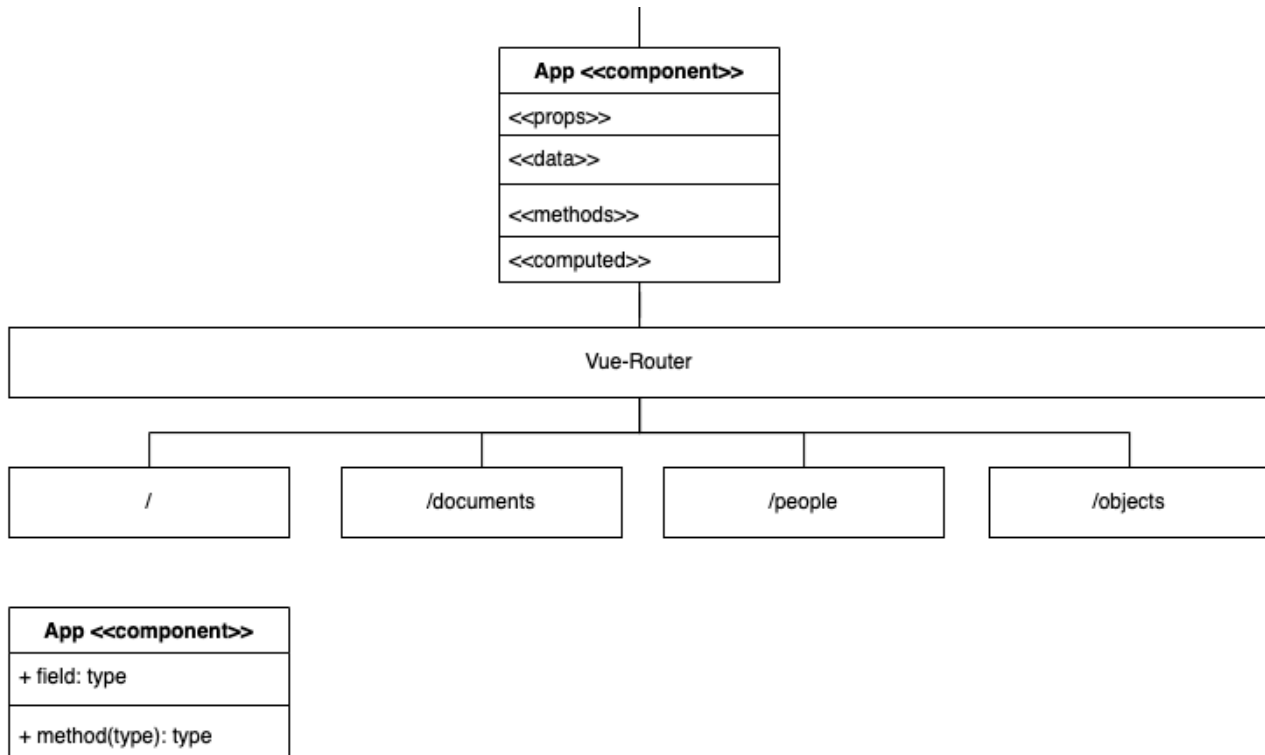 App <<component>>
<<props>>
<<data>>
<<methods>>
<<computed>>
Vue-Router
/
/documents
/people
/objects
App <<component>>
+ field: type
+ method(type): type